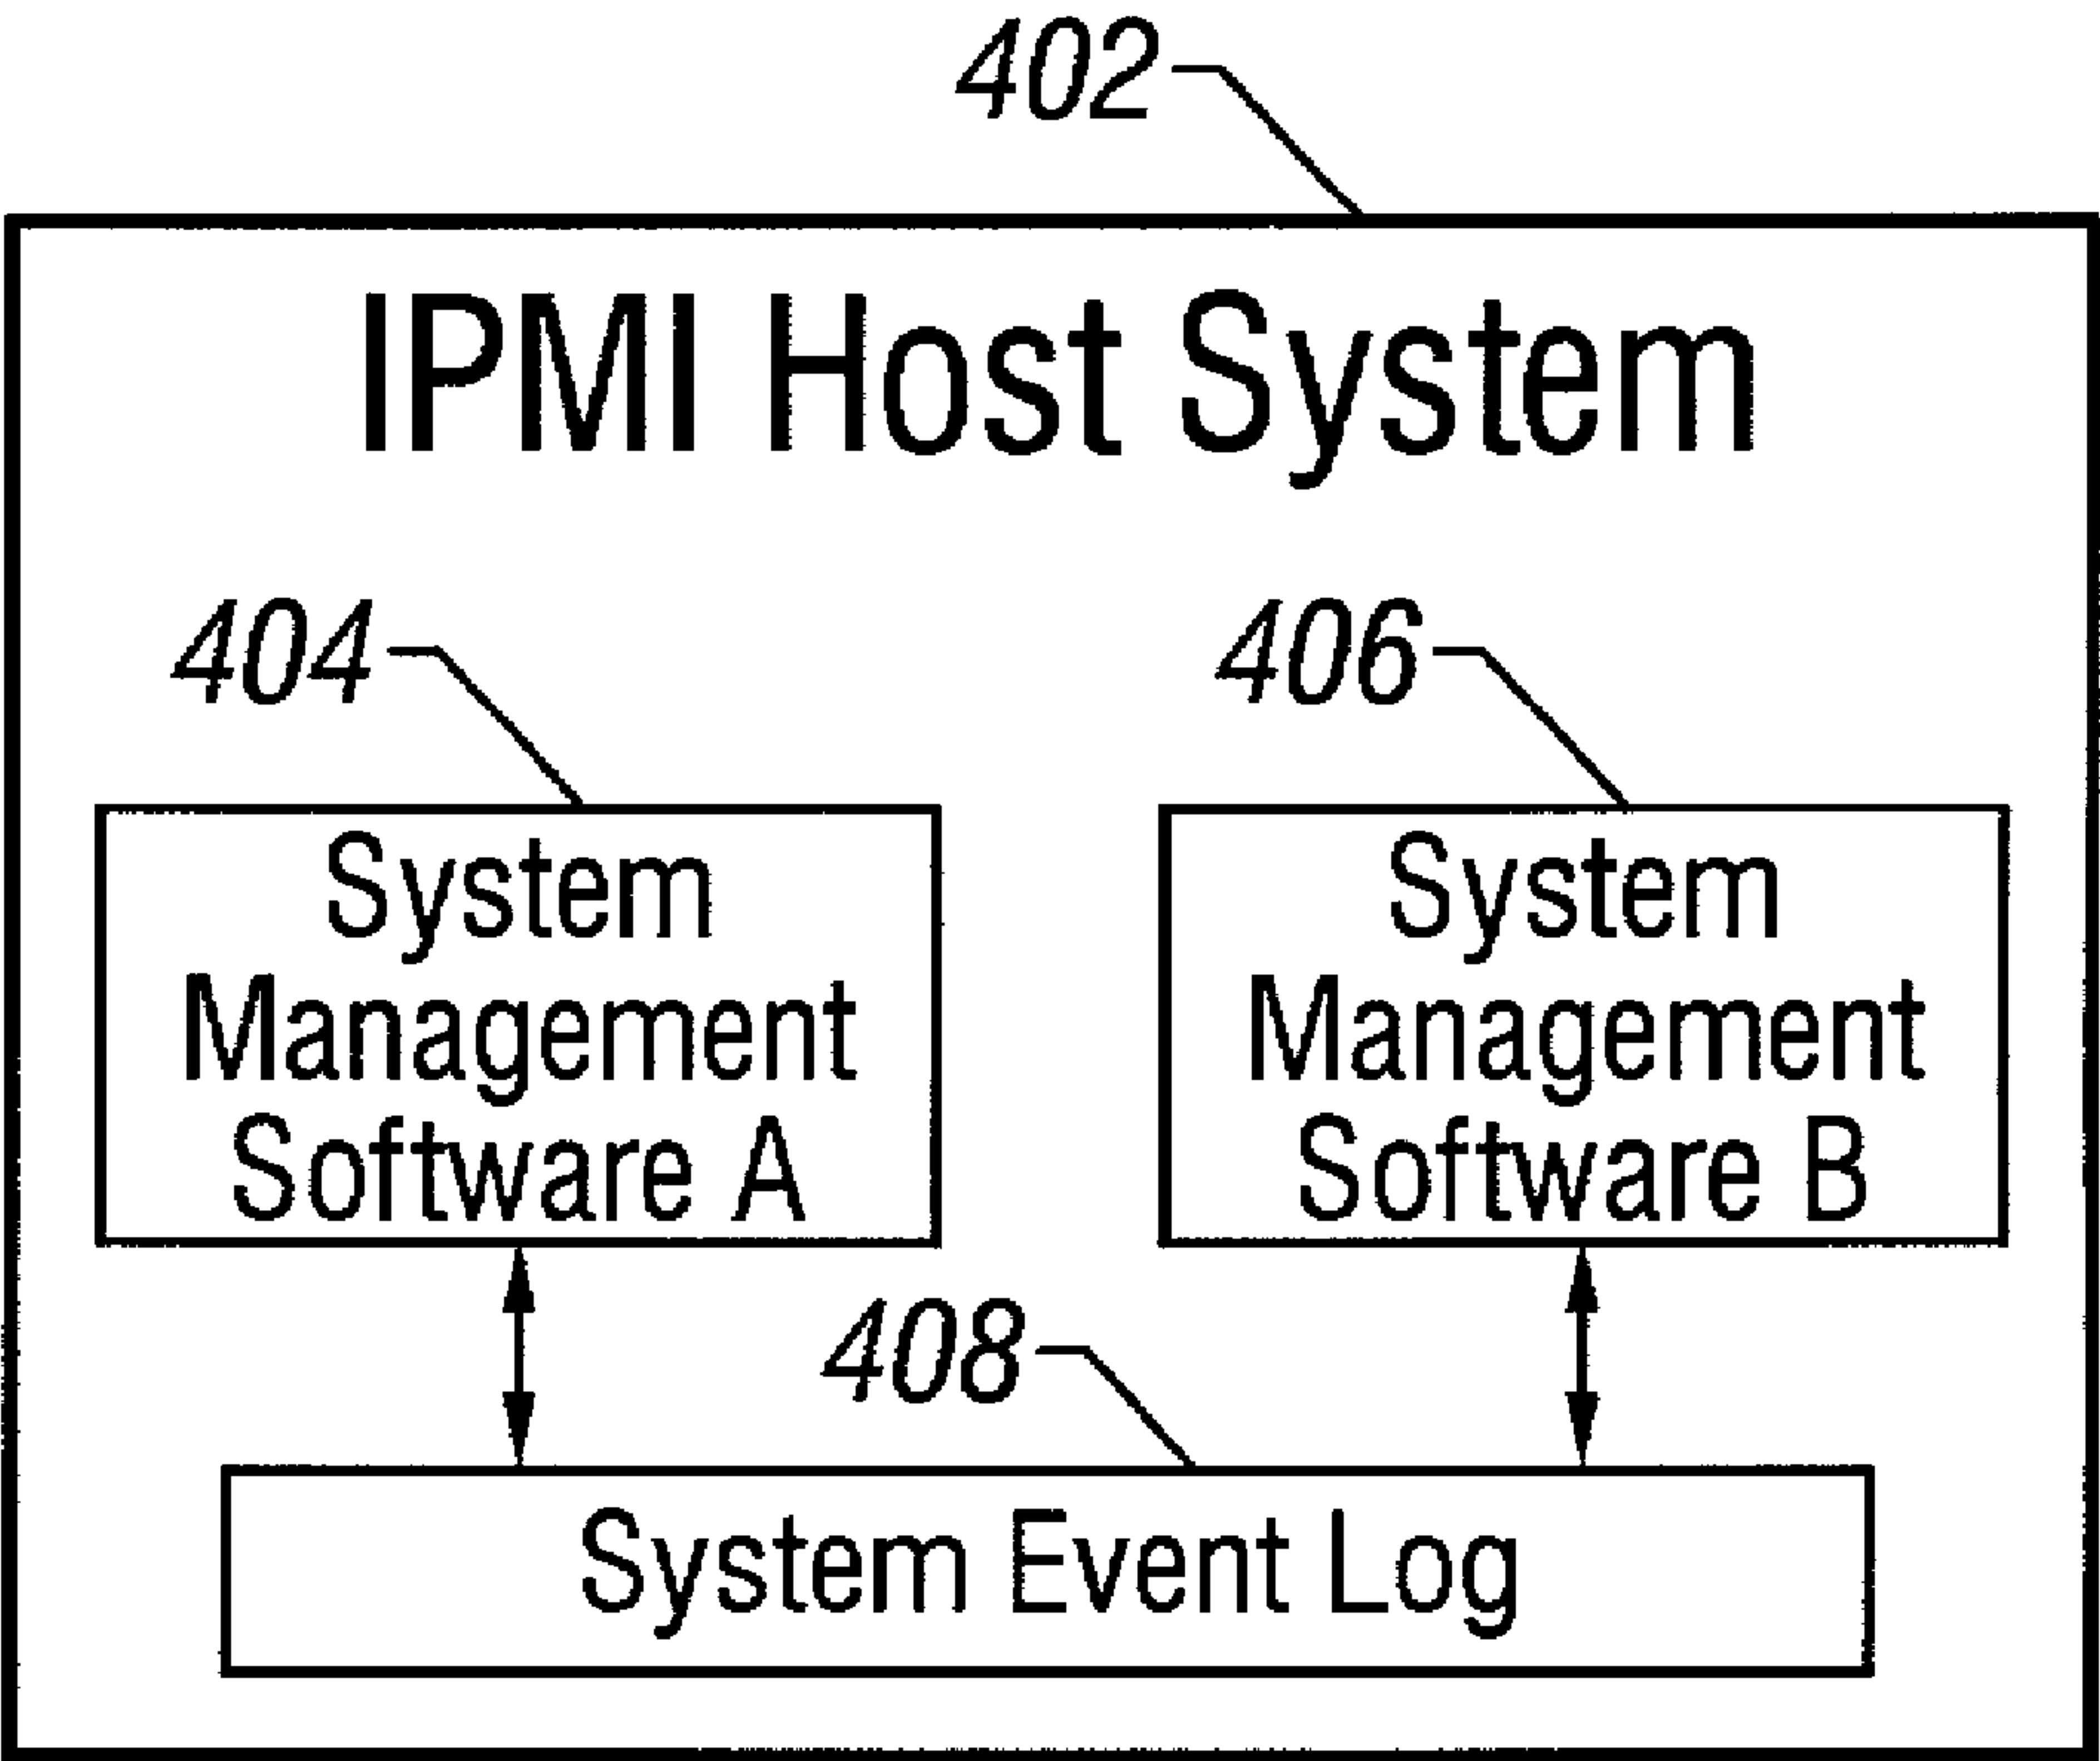 402
IPMI Host System
404
406
System
Management
Software A
System
Management
Software B
408
System Event Log